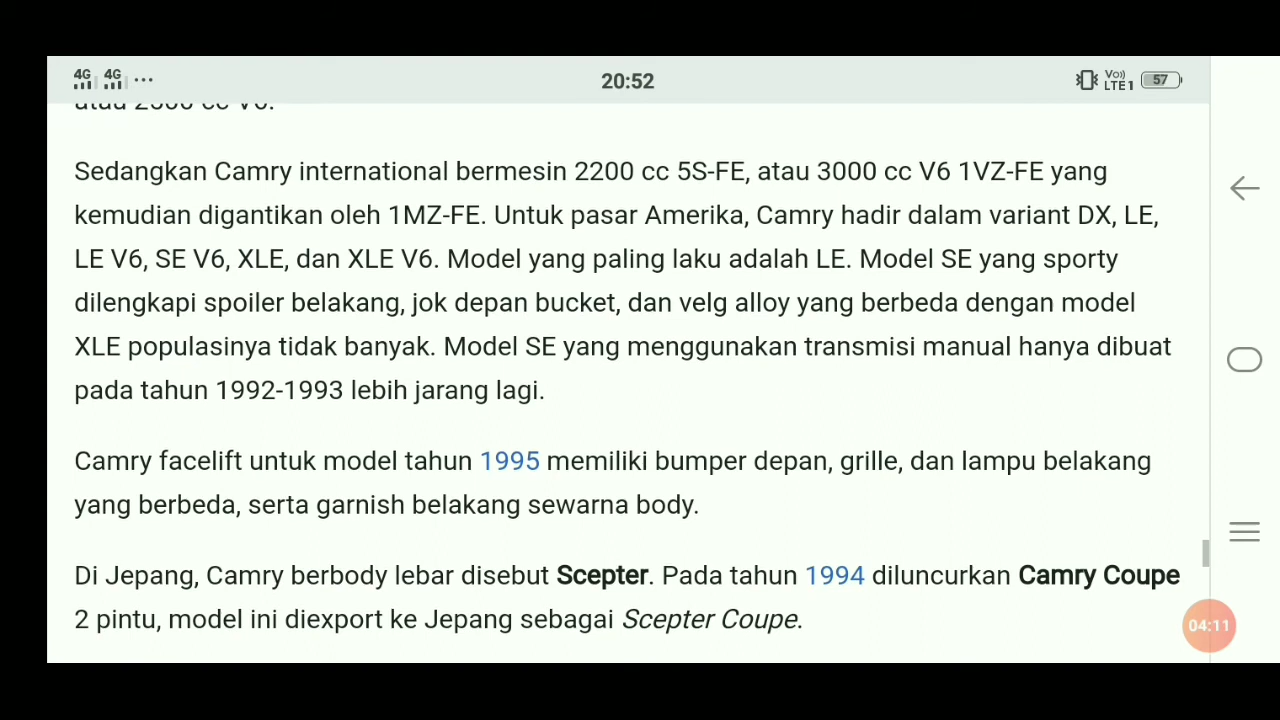 4G 4G ... 20:52 Vo)) LTE 1 57
Sedangkan Camry international bermesin 2200 cc 5S-FE, atau 3000 cc V6 1VZ-FE yang
kemudian digantikan oleh 1MZ-FE. Untuk pasar Amerika, Camry hadir dalam variant DX, LE,
LE V6, SE V6, XLE, dan XLE V6. Model yang paling laku adalah LE. Model SE yang sporty
dilengkapi spoiler belakang, jok depan bucket, dan velg alloy yang berbeda dengan model
XLE populasinya tidak banyak. Model SE yang menggunakan transmisi manual hanya dibuat
pada tahun 1992-1993 lebih jarang lagi.
Camry facelift untuk model tahun 1995 memiliki bumper depan, grille, dan lampu belakang
yang berbeda, serta garnish belakang sewarna body.
Di Jepang, Camry berbody lebar disebut Scepter. Pada tahun 1994 diluncurkan Camry Coupe
2 pintu, model ini diexport ke Jepang sebagai Scepter Coupe.
04:11